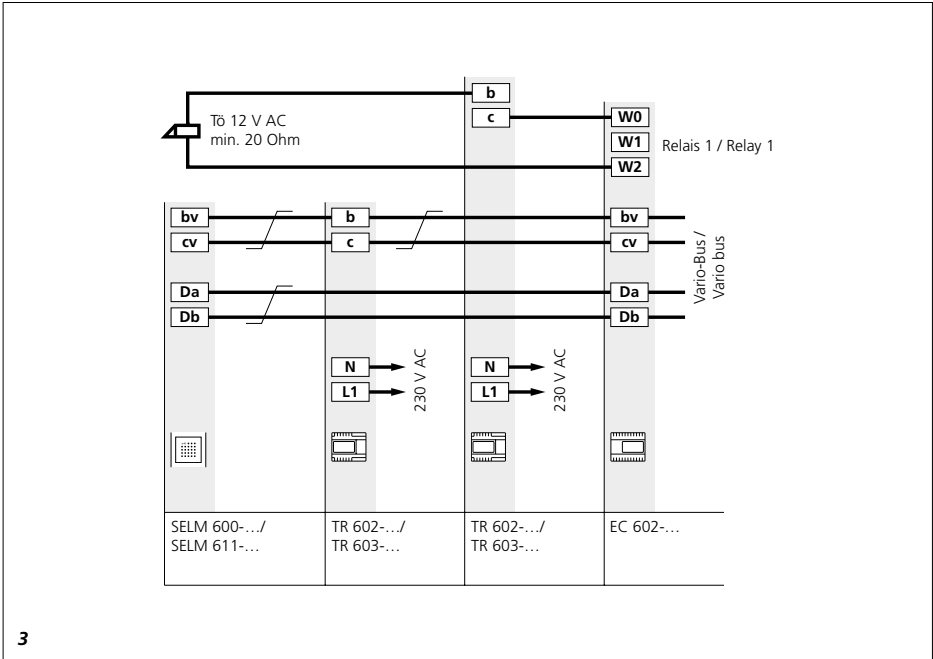 b
Tö 12 V AC
min. 20 Ohm
c
W0
W1
Relais 1 / Relay 1
W2
bv
b
bv
cv
c
cv
Vario-Bus /
Vario bus
Da
Da
Db
Db
N
L1
230 V AC
N
L1
230 V AC
SELM 600-…/
SELM 611-…
TR 602-…/
TR 603-…
TR 602-…/
TR 603-…
EC 602-…
3